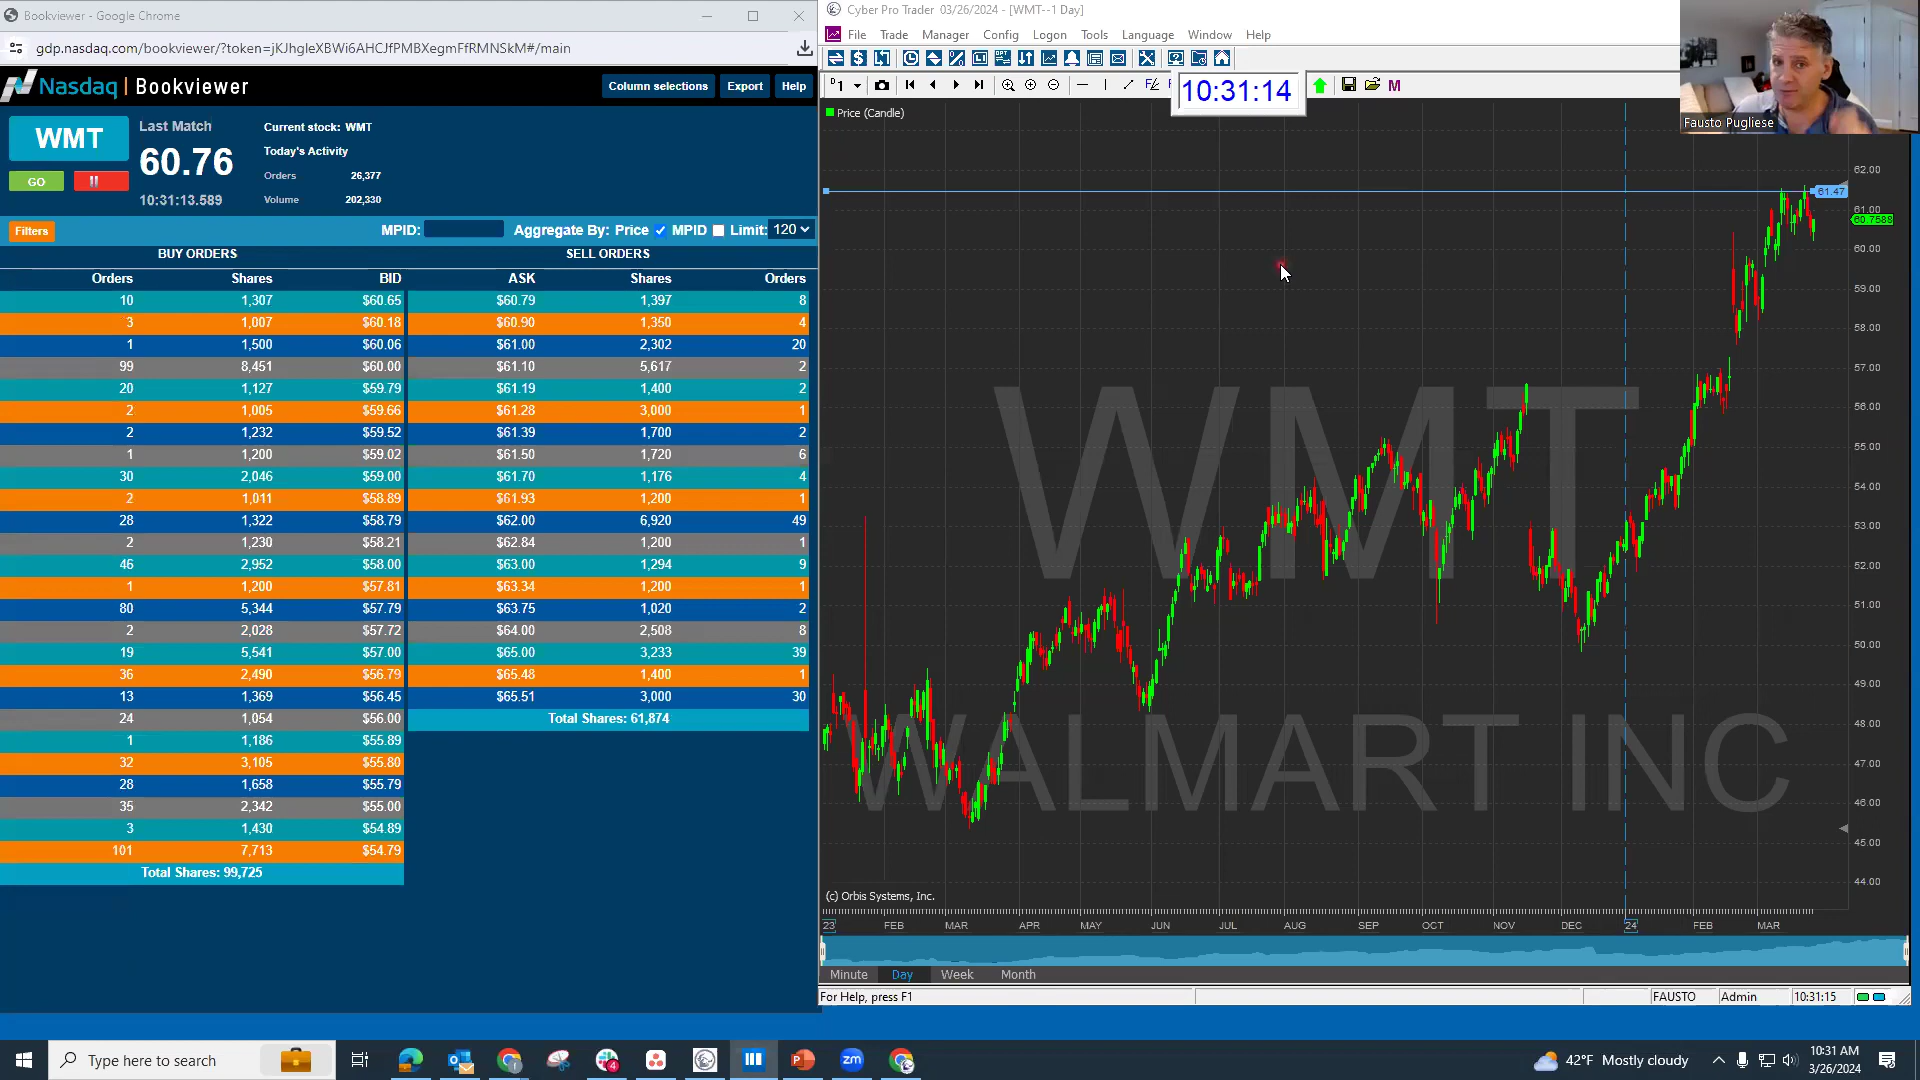 Bookviewer - Google Chrome
gdp.nasdaq.com/bookviewer/?token=jKJhgIeXBWi6AHCJfPMBXegmFfRMNSkM#/main
Nasdaq | Bookviewer
Column selections
Export
Help
WMT
Last Match
60.76
10:31:13.589
GO
Current stock: WMT
Today's Activity
Orders 26,377
Volume 202,330
Filters
MPID:
Aggregate By: Price MPID Limit: 120
BUY ORDERS SELL ORDERS
Orders Shares BID ASK Shares Orders
10 1,307 $60.65 $60.79 1,397 8
3 1,007 $60.18 $60.90 1,350 4
1 1,500 $60.06 $61.00 2,302 20
99 8,451 $60.00 $61.10 5,617 2
20 1,127 $59.79 $61.19 1,400 2
2 1,005 $59.66 $61.28 3,000 1
2 1,232 $59.52 $61.39 1,700 2
1 1,200 $59.02 $61.50 1,720 6
30 2,046 $59.00 $61.70 1,176 4
2 1,011 $58.89 $61.93 1,200 1
28 1,322 $58.79 $62.00 6,920 49
2 1,230 $58.21 $62.84 1,200 1
46 2,952 $58.00 $63.00 1,294 9
1 1,200 $57.81 $63.34 1,200 1
80 5,344 $57.79 $63.75 1,020 2
2 2,028 $57.72 $64.00 2,508 8
19 5,541 $57.00 $65.00 3,233 39
36 2,490 $56.79 $65.48 1,400 1
13 1,369 $56.45 $65.51 3,000 30
24 1,054 $56.00 Total Shares: 61,874
1 1,186 $55.89
32 3,105 $55.80
28 1,658 $55.79
35 2,342 $55.00
3 1,430 $54.89
101 7,713 $54.79
Total Shares: 99,725
Cyber Pro Trader 03/26/2024 - [WMT--1 Day]
File Trade Manager Config Logon Tools Language Window Help
1
10:31:14
M
Fausto Pugliese
Price (Candle)
WMT
WALMART INC
62.00
61.47
61.00
60.7588
60.00
59.00
58.00
57.00
56.00
55.00
54.00
53.00
52.00
51.00
50.00
49.00
48.00
47.00
46.00
45.00
44.00
(c) Orbis Systems, Inc.
23 FEB MAR APR MAY JUN JUL AUG SEP OCT NOV DEC 24 FEB MAR
Minute Day Week Month
For Help, press F1
FAUSTO Admin 10:31:15
Type here to search
4
zm
42°F Mostly cloudy
10:31 AM
3/26/2024